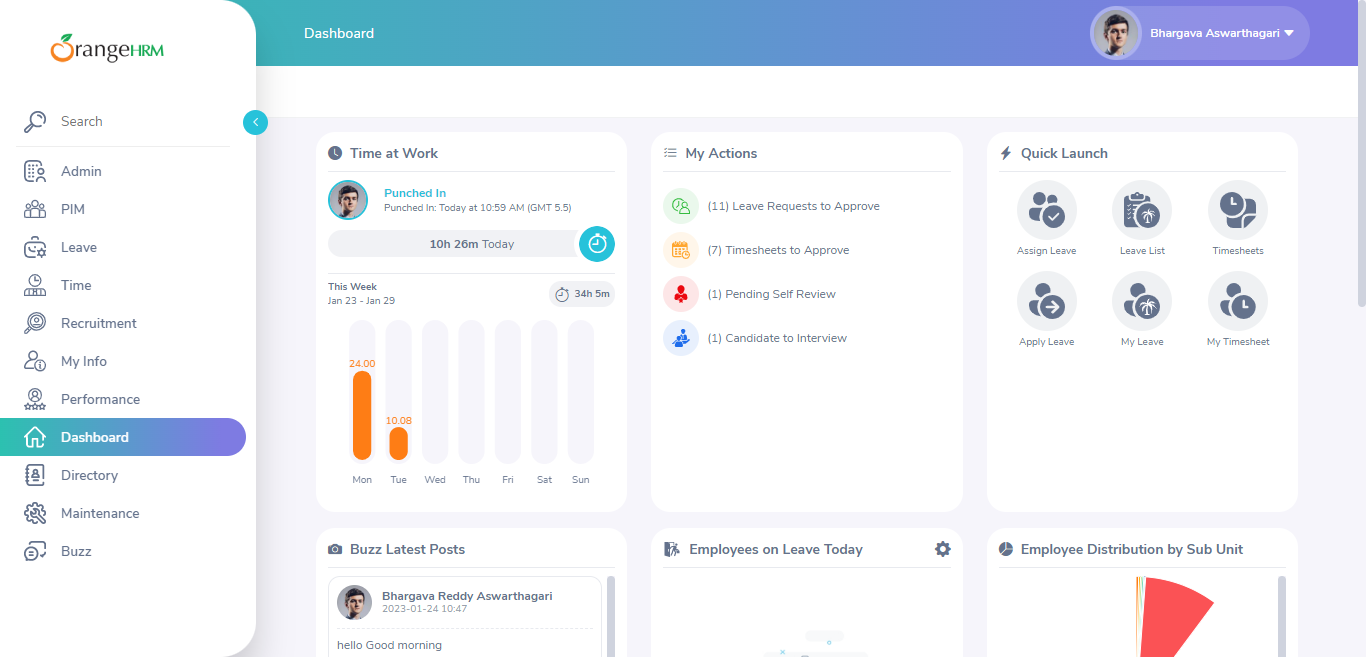 OrangeHRM
Search
Admin
PIM
Leave
Time
Recruitment
My Info
Performance
Dashboard
Directory
Maintenance
Buzz
Dashboard
Bhargava Aswarthagari
Time at Work
Punched In
Punched In: Today at 10:59 AM (GMT 5.5)
10h 26m Today
This Week
Jan 23 - Jan 29
34h 5m
24.00
10.08
Mon Tue Wed Thu Fri Sat Sun
My Actions
(11) Leave Requests to Approve
(7) Timesheets to Approve
(1) Pending Self Review
(1) Candidate to Interview
Quick Launch
Assign Leave Leave List Timesheets
Apply Leave My Leave My Timesheet
Buzz Latest Posts
Bhargava Reddy Aswarthagari
2023-01-24 10:47
hello Good morning
Employees on Leave Today
Employee Distribution by Sub Unit